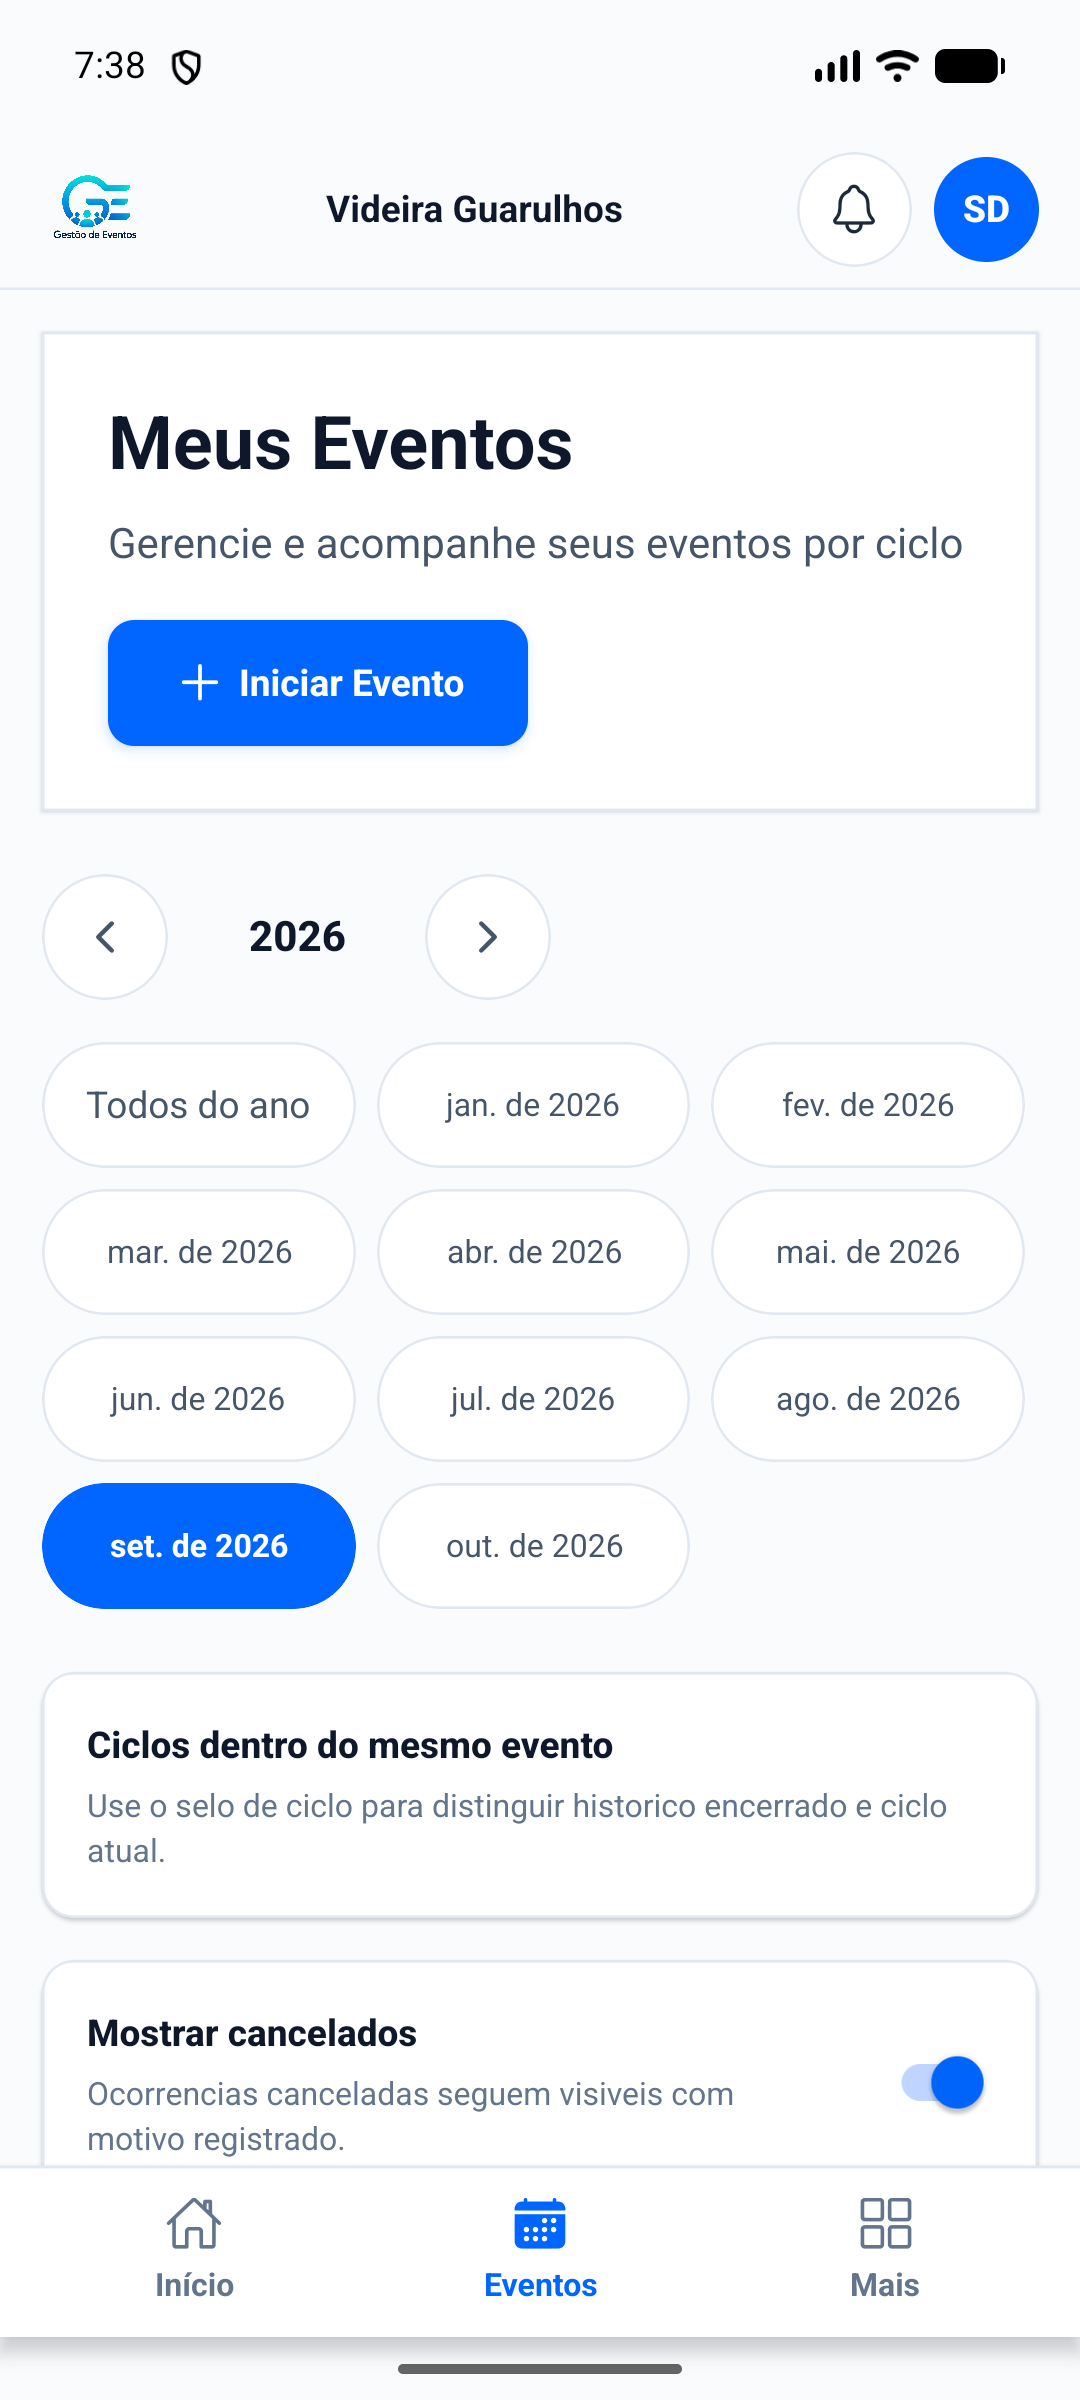 7:38
Gestão de Eventos
Videira Guarulhos
SD
Meus Eventos
Gerencie e acompanhe seus eventos por ciclo
Iniciar Evento
2026
Todos do ano
jan. de 2026
fev. de 2026
mar. de 2026
abr. de 2026
mai. de 2026
jun. de 2026
jul. de 2026
ago. de 2026
set. de 2026
out. de 2026
Ciclos dentro do mesmo evento
Use o selo de ciclo para distinguir historico encerrado e ciclo
atual.
Mostrar cancelados
Ocorrencias canceladas seguem visiveis com
motivo registrado.
Início
Eventos
Mais